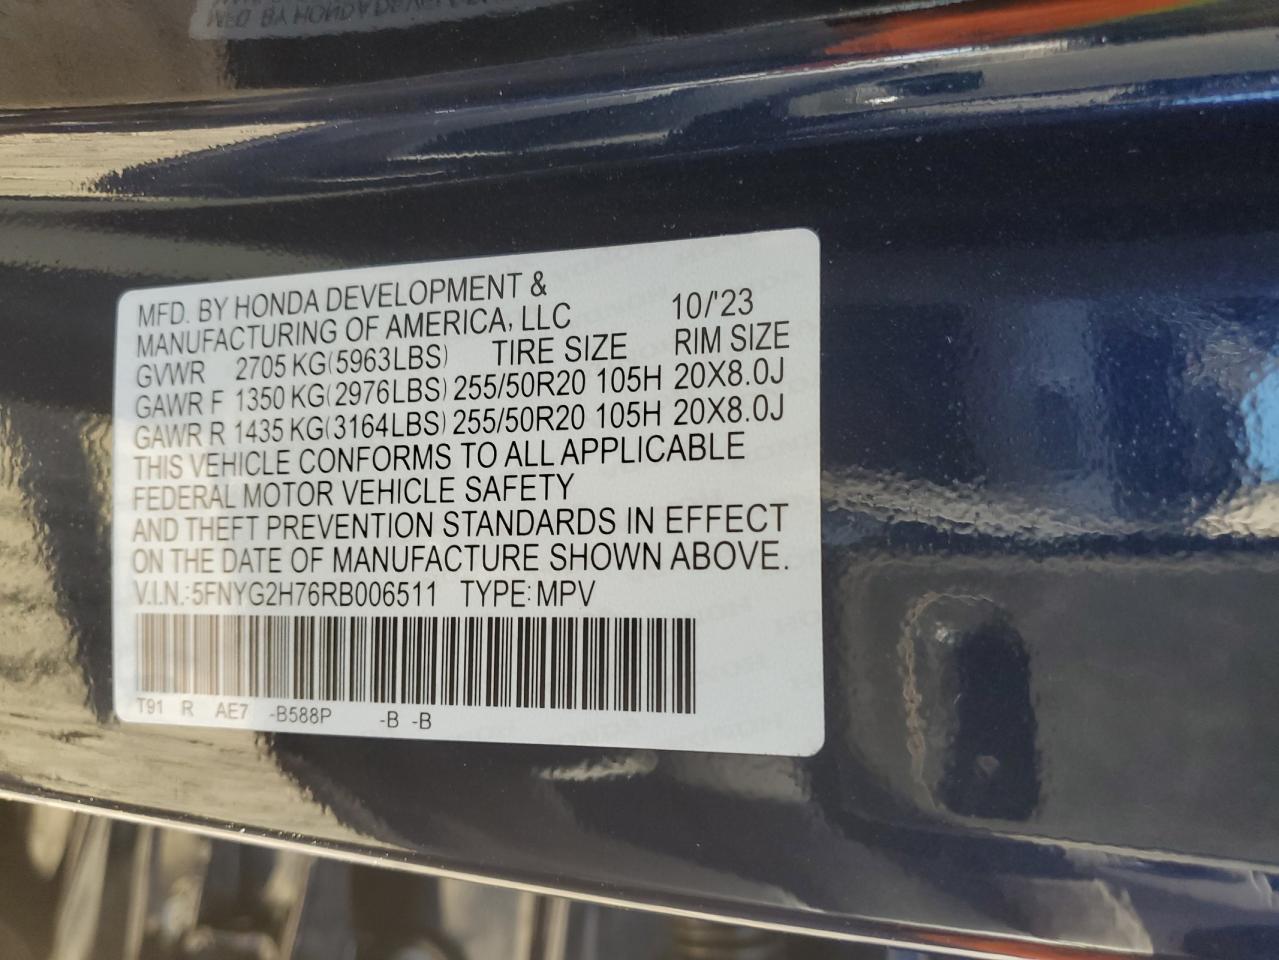 MFD. BY HONDA DEVELOPMENT &
MANUFACTURING OF AMERICA, LLC 10/'23
GVWR 2705 KG(5963LBS) TIRE SIZE RIM SIZE
GAWR F 1350 KG(2976LBS) 255/50R20 105H 20X8.0J
GAWR R 1435 KG(3164LBS) 255/50R20 105H 20X8.0J
THIS VEHICLE CONFORMS TO ALL APPLICABLE
FEDERAL MOTOR VEHICLE SAFETY
AND THEFT PREVENTION STANDARDS IN EFFECT
ON THE DATE OF MANUFACTURE SHOWN ABOVE.
V.I.N.:5FNYG2H76RB006511 TYPE:MPV
T91 R AE7 -B588P -B -B